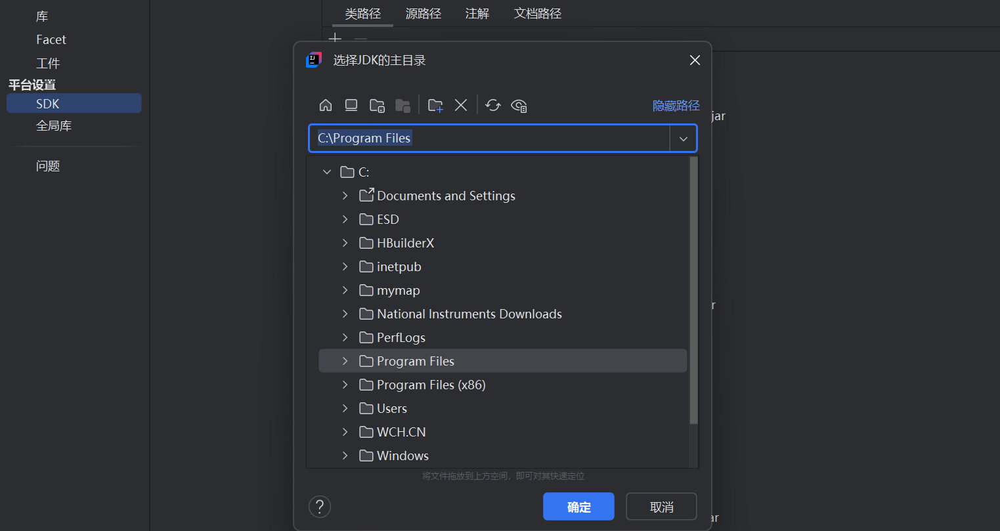 库
Facet
工件
平台设置
SDK
全局库
问题
类路径 源路径 注解 文档路径
选择JDK的主目录
隐藏路径
C:\Program Files
C:
Documents and Settings
ESD
HBuilderX
inetpub
mymap
National Instruments Downloads
PerfLogs
Program Files
Program Files (x86)
Users
WCH.CN
Windows
将文件拖放到上方空间，即可对其快速定位
?
确定 取消
jar
r
ar